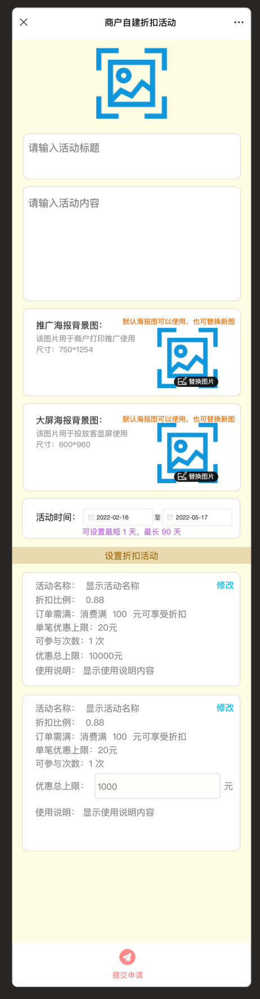 商户自建折扣活动
请输入活动标题
请输入活动内容
推广海报背景图：
默认海报图可以使用，也可替换新图
该图片用于商户打印推广使用
尺寸：750*1254
替换图片
大屏海报背景图：
默认海报图可以使用，也可替换新图
该图片用于投放客显屏使用
尺寸：800*960
替换图片
活动时间： 2022-02-16 至 2022-05-17
可设置最短 1 天，最长 90 天
设置折扣活动
活动名称： 显示活动名称 修改
折扣比例： 0.88
订单需满：消费满 100 元可享受折扣
单笔优惠上限：20元
可参与次数：1 次
优惠总上限：10000元
使用说明： 显示使用说明内容
活动名称： 显示活动名称 修改
折扣比例： 0.88
订单需满：消费满 100 元可享受折扣
单笔优惠上限：20元
可参与次数：1 次
优惠总上限： 1000 元
使用说明： 显示使用说明内容
提交申请